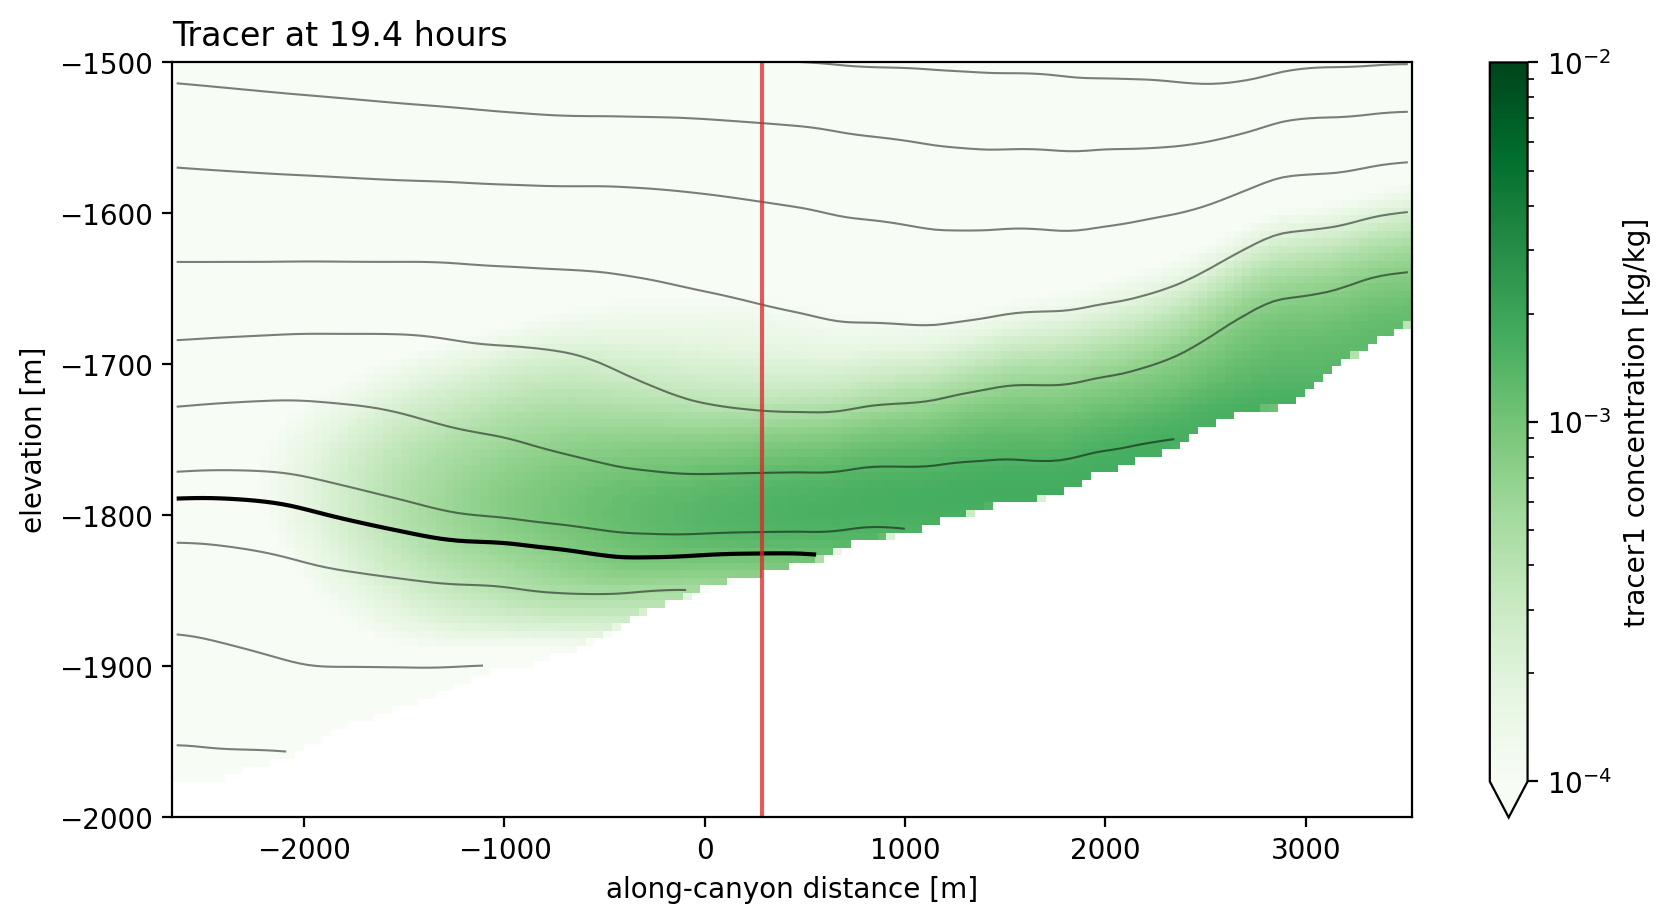 Tracer at 19.4 hours
−1500
−1600
−1700
−1800
−1900
−2000
elevation [m]
−2000 −1000 0 1000 2000 3000
along-canyon distance [m]
10⁻²
10⁻³
10⁻⁴
tracer1 concentration [kg/kg]